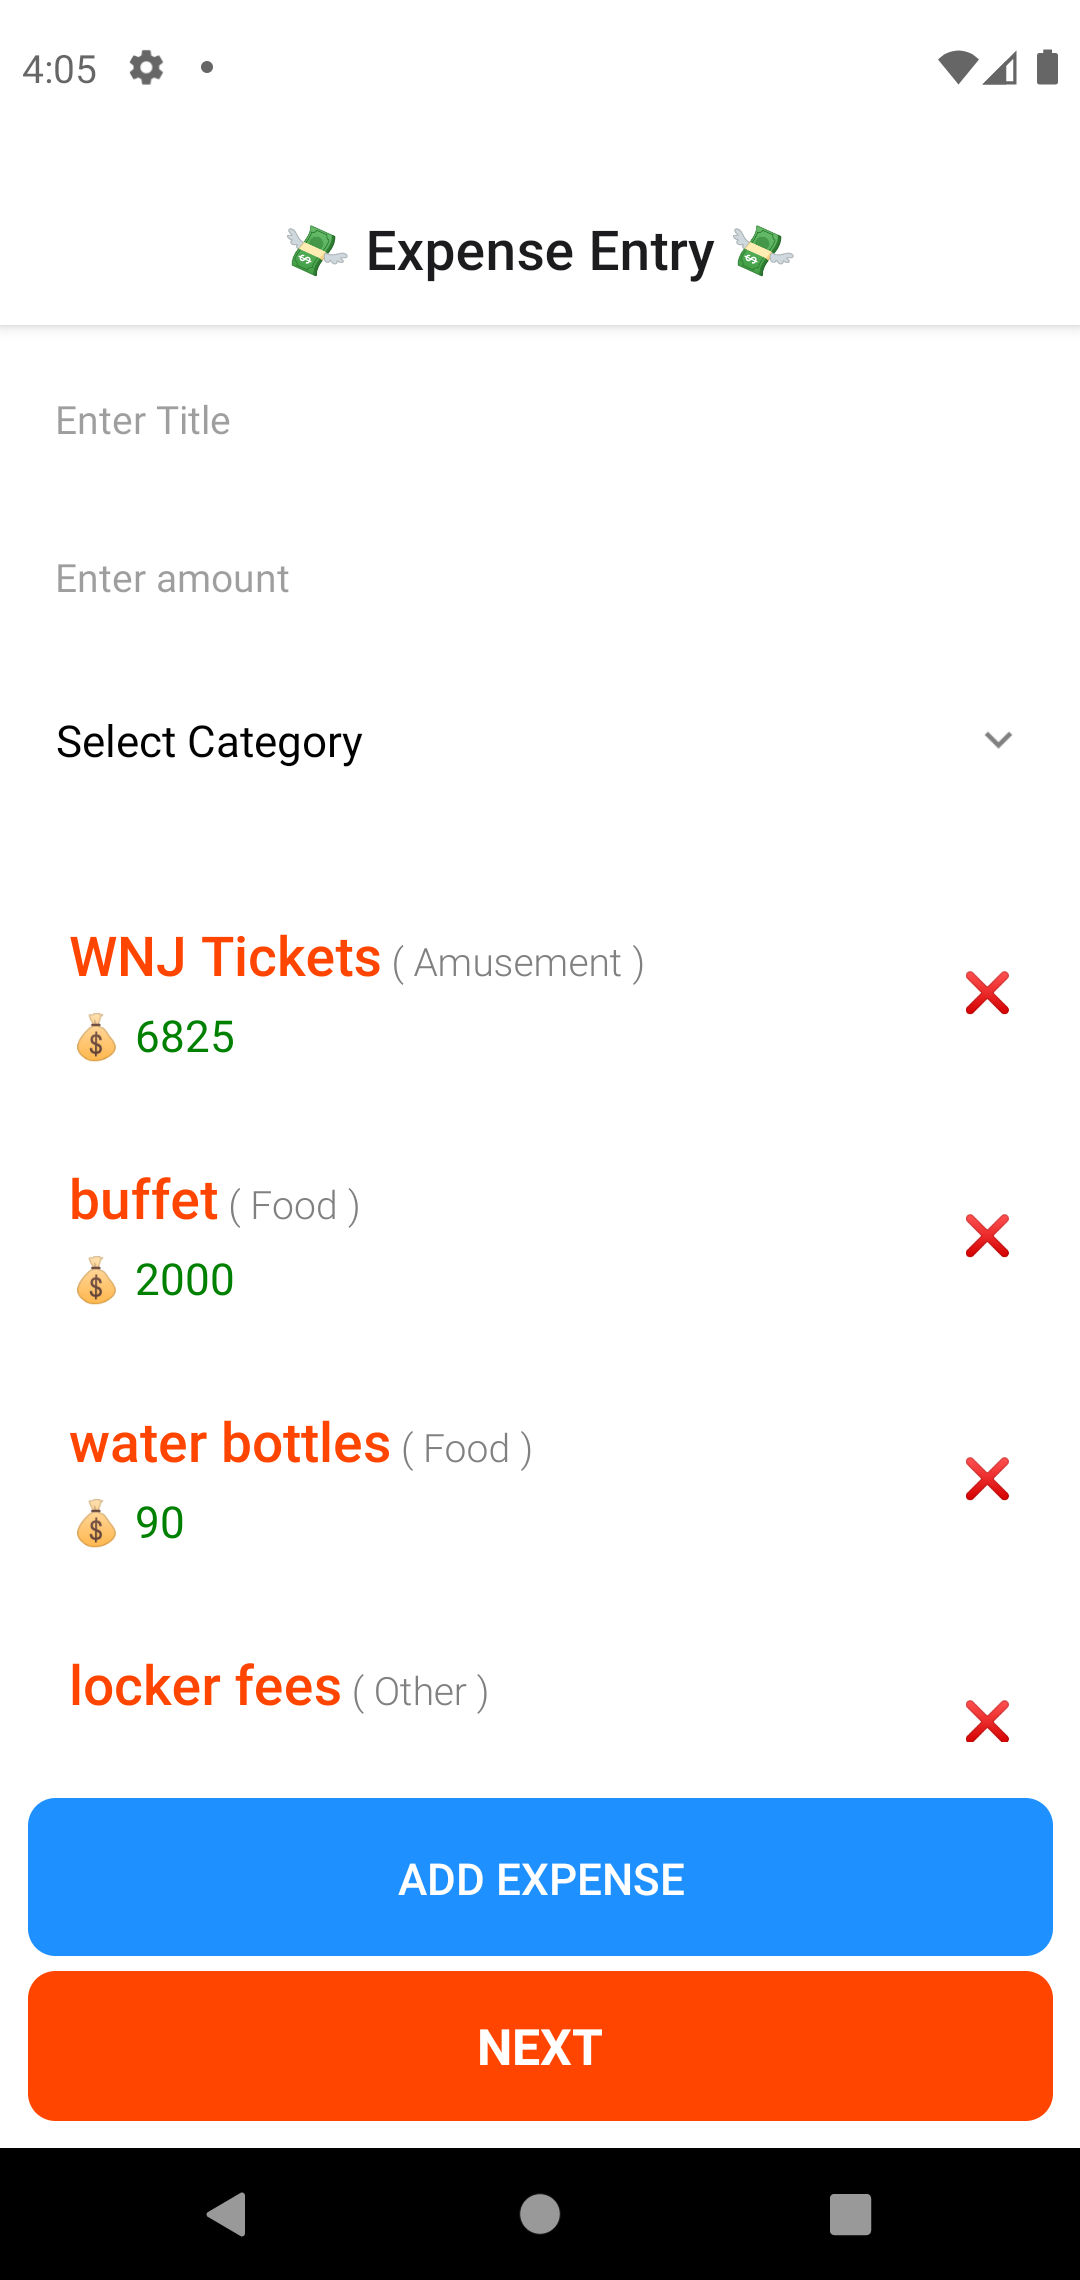 4:05
Expense Entry
Enter Title
Enter amount
Select Category
WNJ Tickets ( Amusement )
6825
buffet ( Food )
2000
water bottles ( Food )
90
locker fees ( Other )
ADD EXPENSE
NEXT